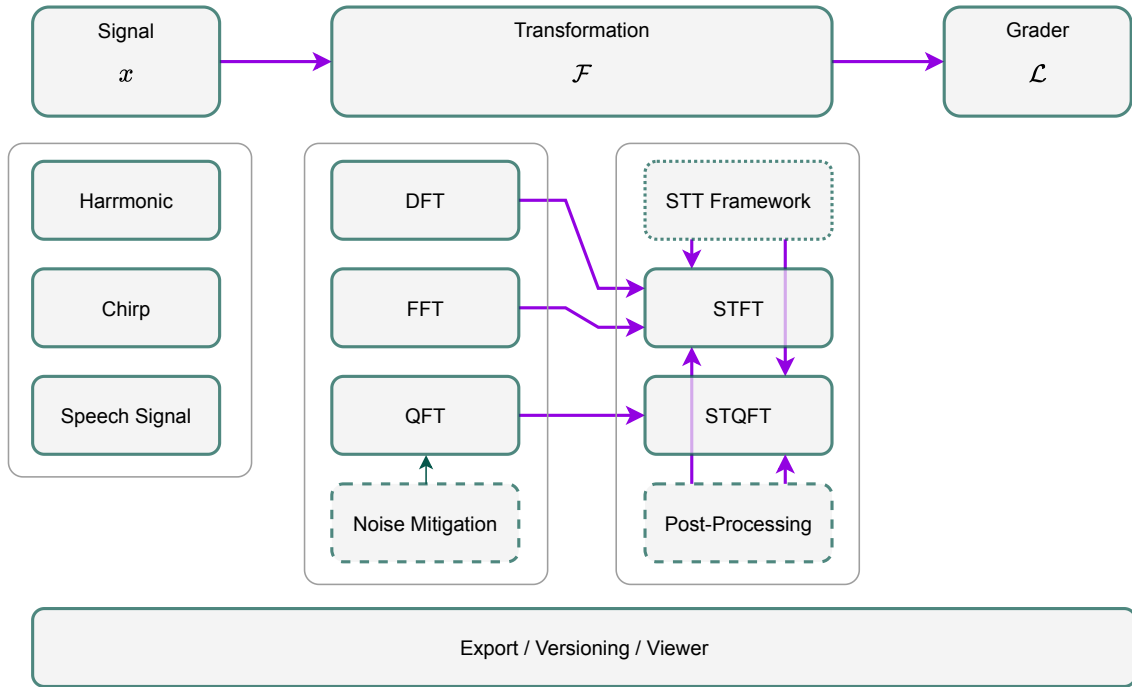 Signal
x
Transformation
ℱ
Grader
ℒ
Harrmonic
Chirp
Speech Signal
DFT
FFT
QFT
Noise Mitigation
STT Framework
STFT
STQFT
Post-Processing
Export / Versioning / Viewer